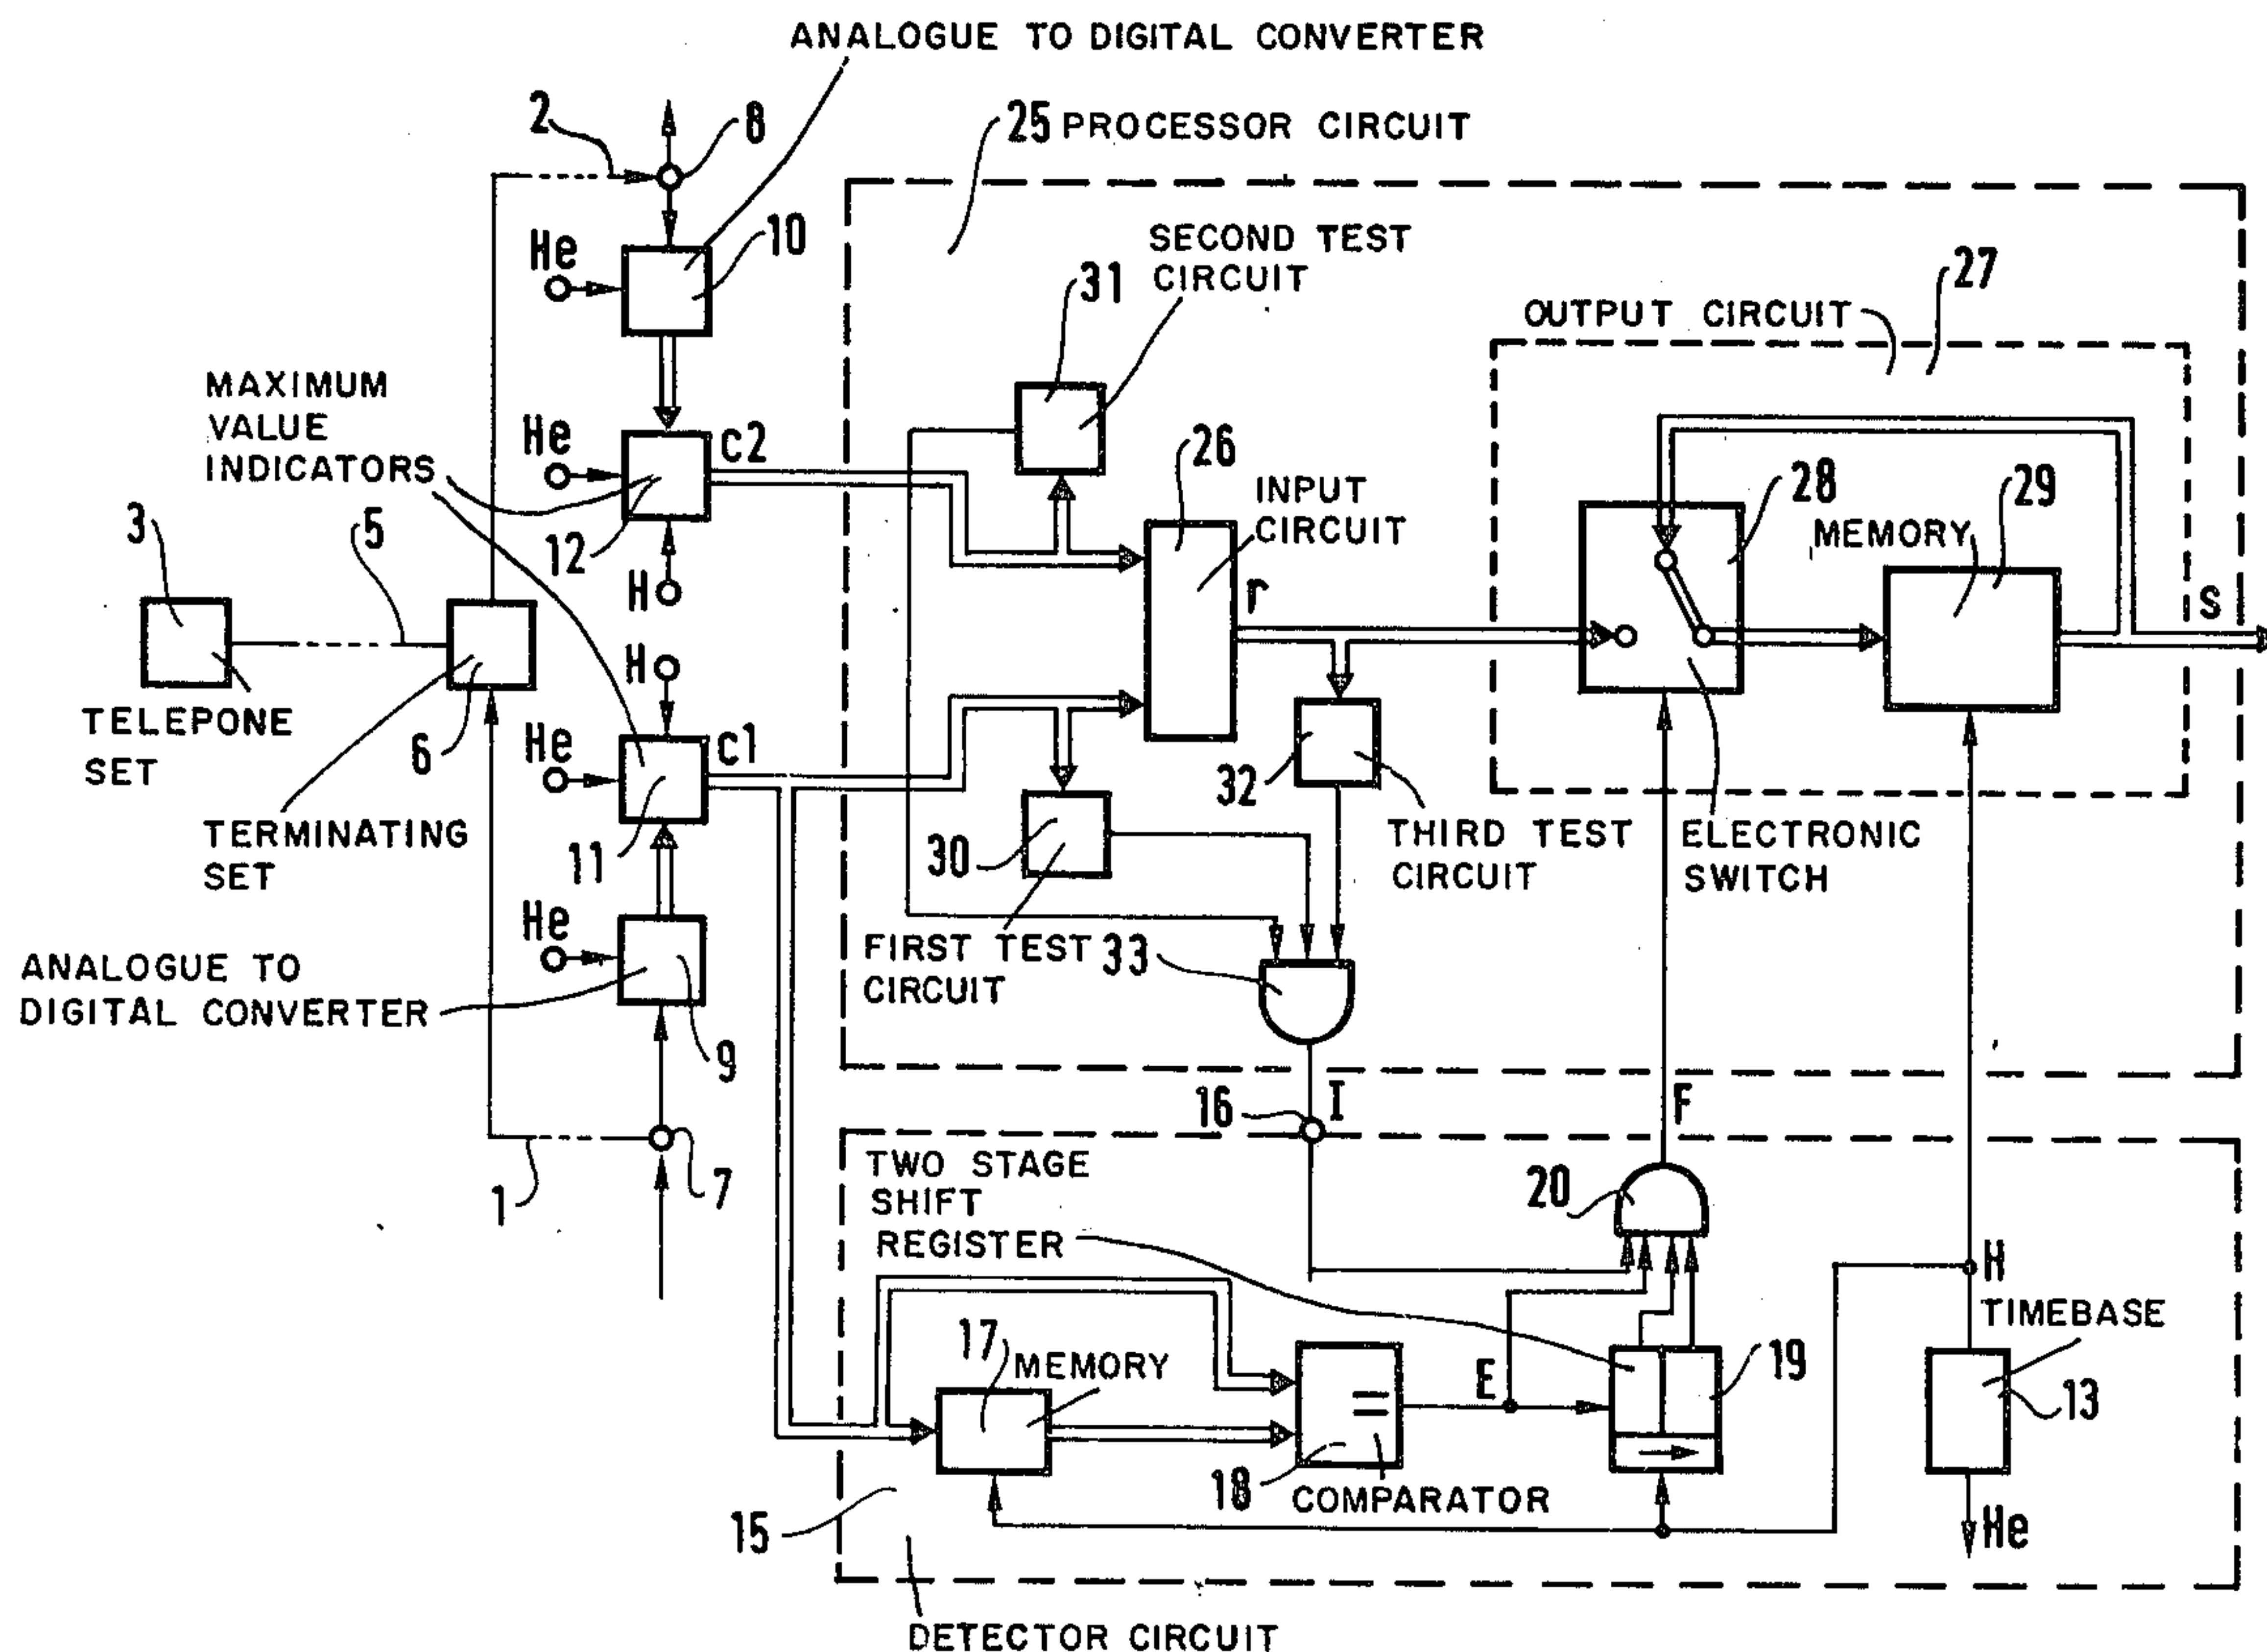 ANALOGUE TO DIGITAL CONVERTER
2
8
25 PROCESSOR CIRCUIT
He
10
SECOND TEST
CIRCUIT
31
27
OUTPUT CIRCUIT
MAXIMUM
VALUE
INDICATORS
He
c2
12
H
26
INPUT
CIRCUIT
28
29
MEMORY
3
5
r
S
TELEPONE
SET
6
H
He
c1
11
32
TERMINATING
SET
30
THIRD TEST
CIRCUIT
ELECTRONIC
SWITCH
He
FIRST TEST
CIRCUIT
33
ANALOGUE TO
DIGITAL CONVERTER
9
16
I
F
1
7
TWO STAGE
SHIFT
REGISTER
20
H
TIMEBASE
17
MEMORY
E
=
19
13
15
18
COMPARATOR
He
DETECTOR CIRCUIT